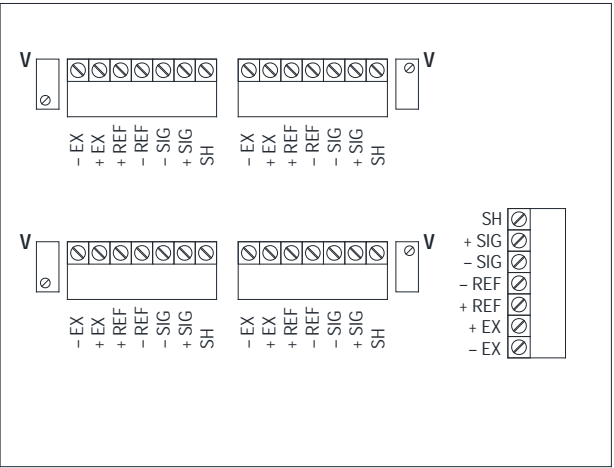 V
– EX
+ EX
+ REF
– REF
– SIG
+ SIG
SH
– EX
+ EX
+ REF
– REF
– SIG
+ SIG
SH
V
V
– EX
+ EX
+ REF
– REF
– SIG
+ SIG
SH
– EX
+ EX
+ REF
– REF
– SIG
+ SIG
SH
V
SH
+ SIG
– SIG
– REF
+ REF
+ EX
– EX